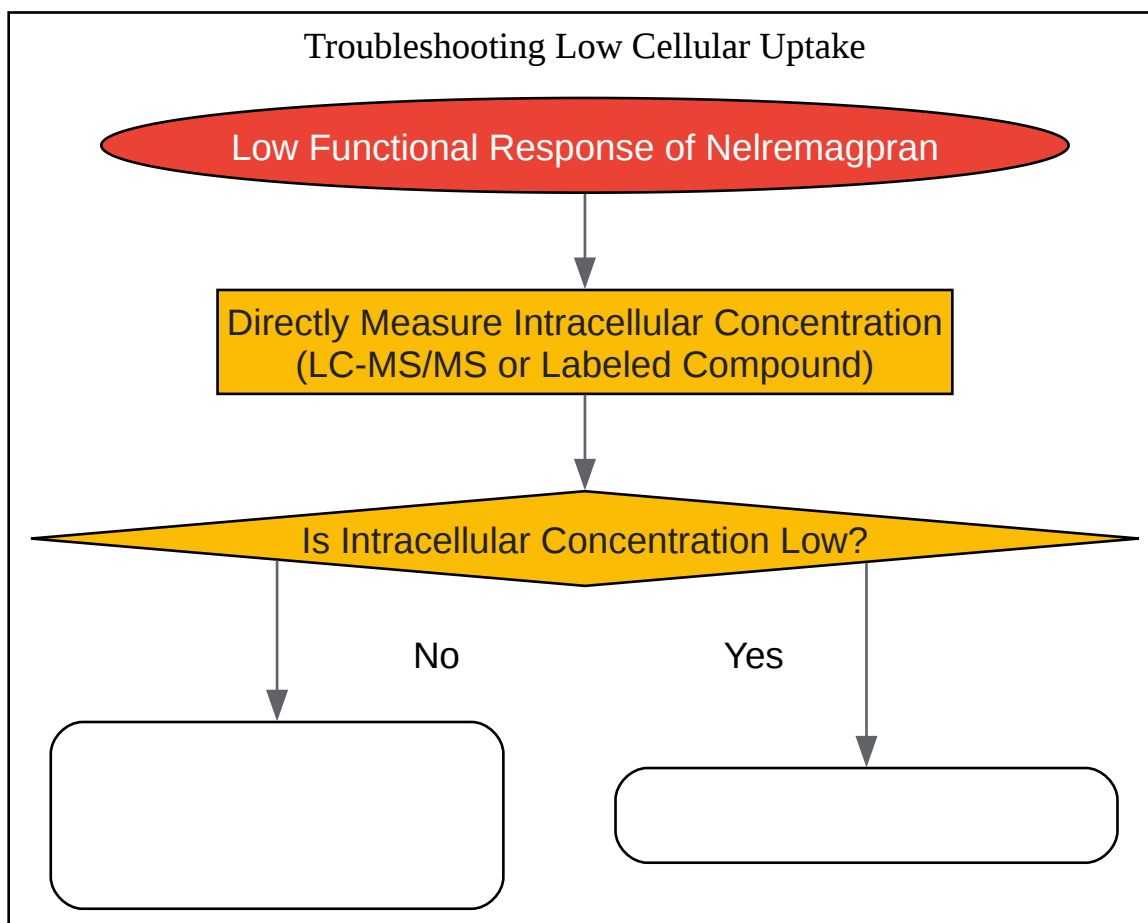 Troubleshooting Low Cellular Uptake
Low Functional Response of Nelremagpran
Directly Measure Intracellular Concentration
(LC-MS/MS or Labeled Compound)
Is Intracellular Concentration Low?
No
Yes